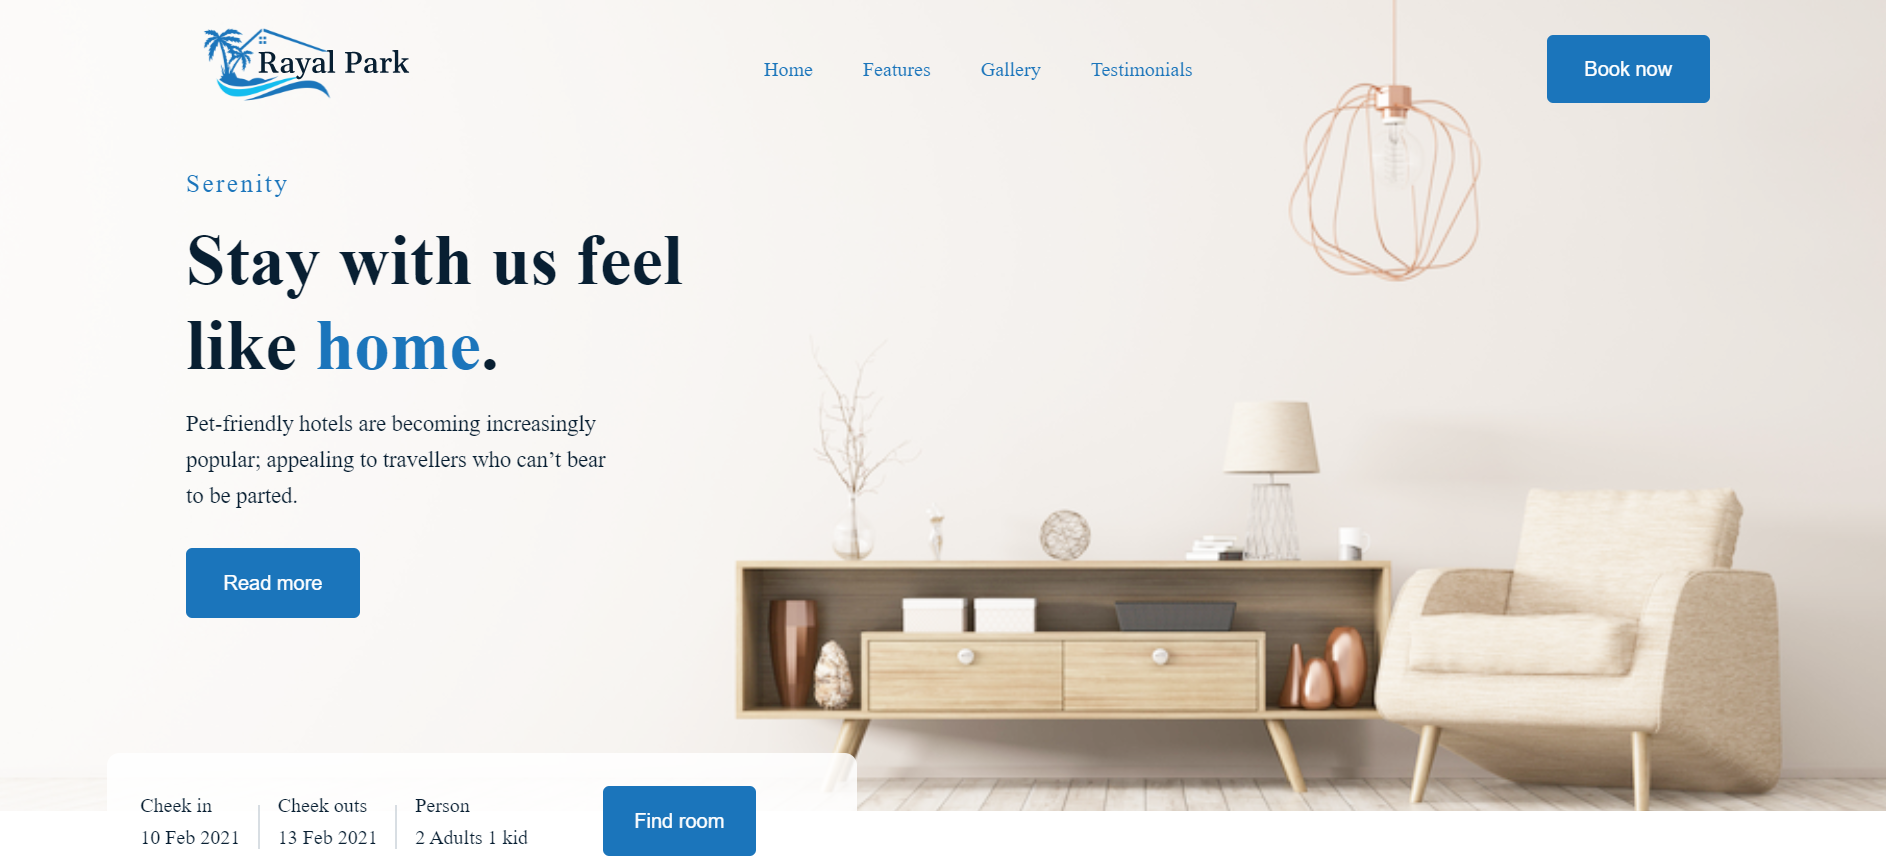 Rayal Park
Home Features Gallery Testimonials
Book now
Serenity
Stay with us feel
like home.
Pet-friendly hotels are becoming increasingly
popular; appealing to travellers who can’t bear
to be parted.
Read more
Cheek in
10 Feb 2021
Cheek outs
13 Feb 2021
Person
2 Adults 1 kid
Find room